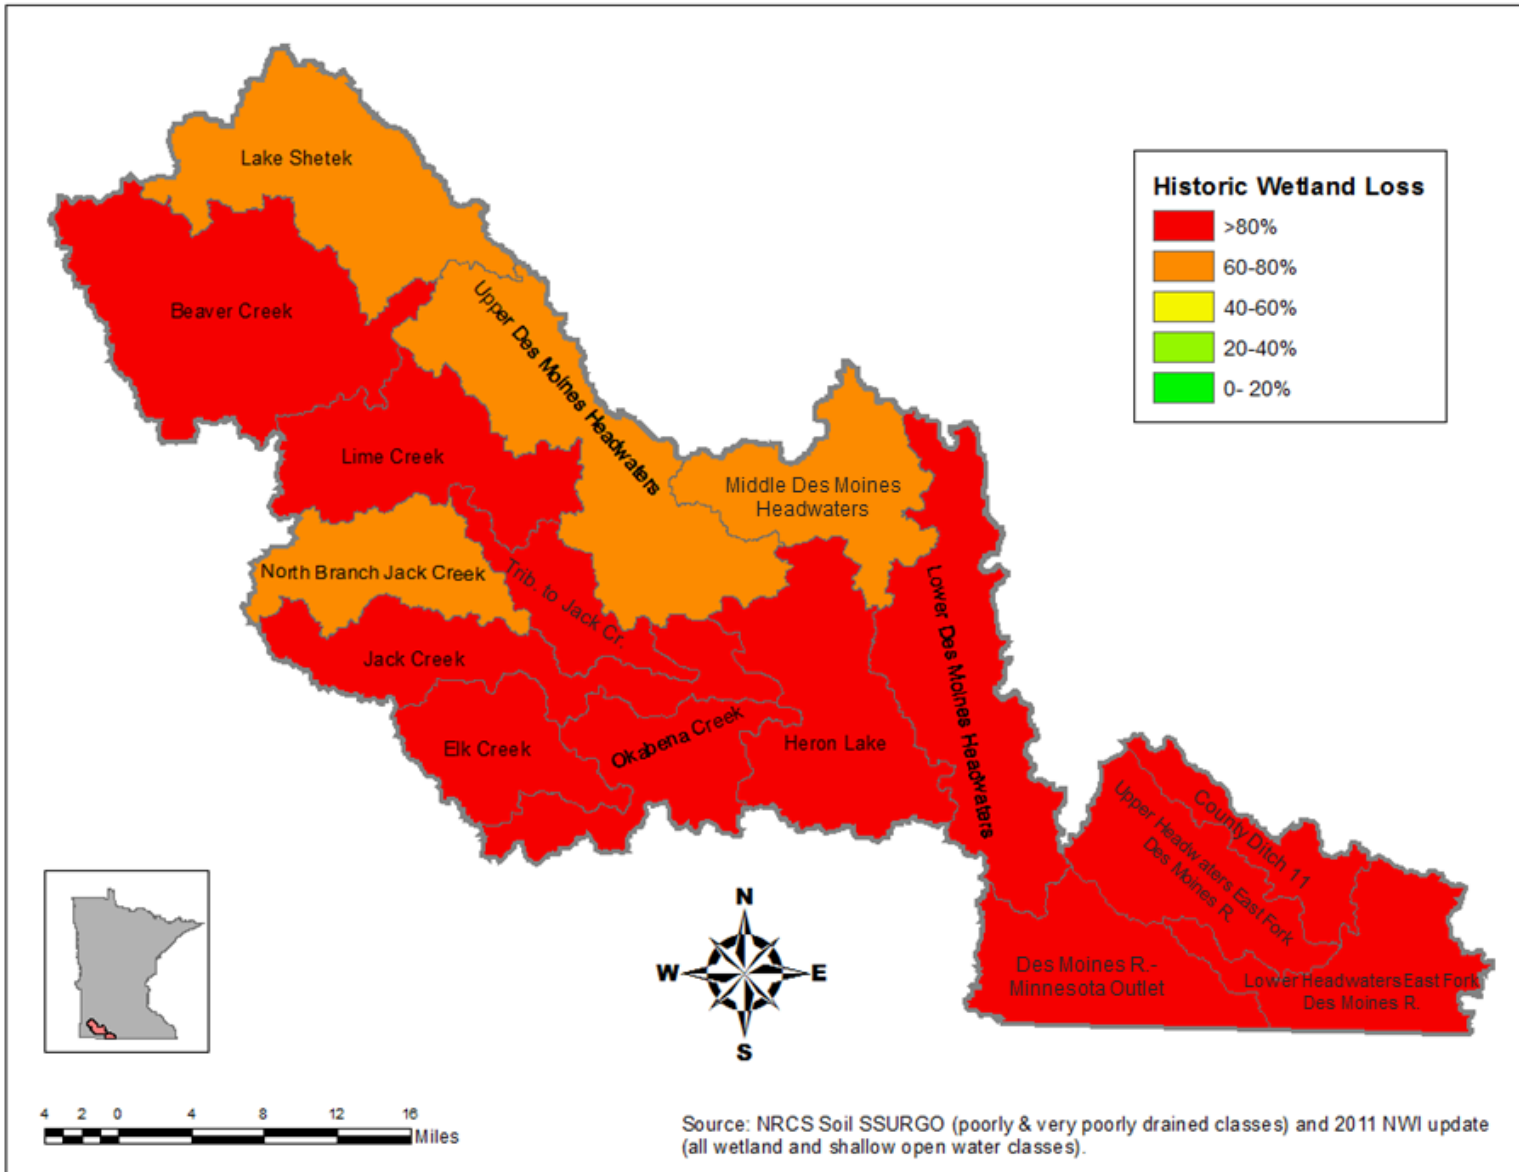 Lake Shetek
Historic Wetland Loss
>80%
60-80%
40-60%
20-40%
0- 20%
Beaver Creek
Upper Des Moines Headwaters
Lime Creek
Middle Des Moines
Headwaters
North Branch Jack Creek
Trib. to Jack Cr.
Lower Des Moines Headwaters
Jack Creek
Elk Creek
Okabena Creek
Heron Lake
County Ditch 11
Upper Headwaters East Fork
Des Moines R.
Des Moines R.-
Minnesota Outlet
Lower Headwaters East Fork
Des Moines R.
N
W
E
S
4 2 0 4 8 12 16
Miles
Source: NRCS Soil SSURGO (poorly & very poorly drained classes) and 2011 NWI update
(all wetland and shallow open water classes).